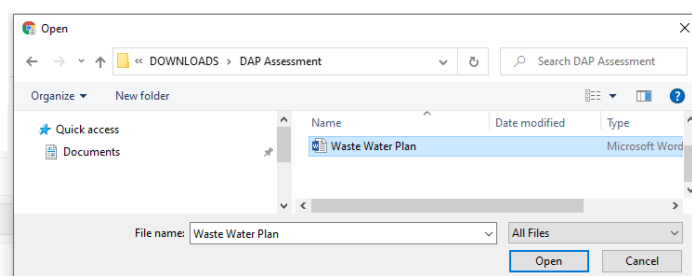 Open
« DOWNLOADS > DAP Assessment
Search DAP Assessment
Organize New folder
Quick access
Documents
Name Date modified Type
Waste Water Plan Microsoft Word
File name: Waste Water Plan All Files
Open Cancel